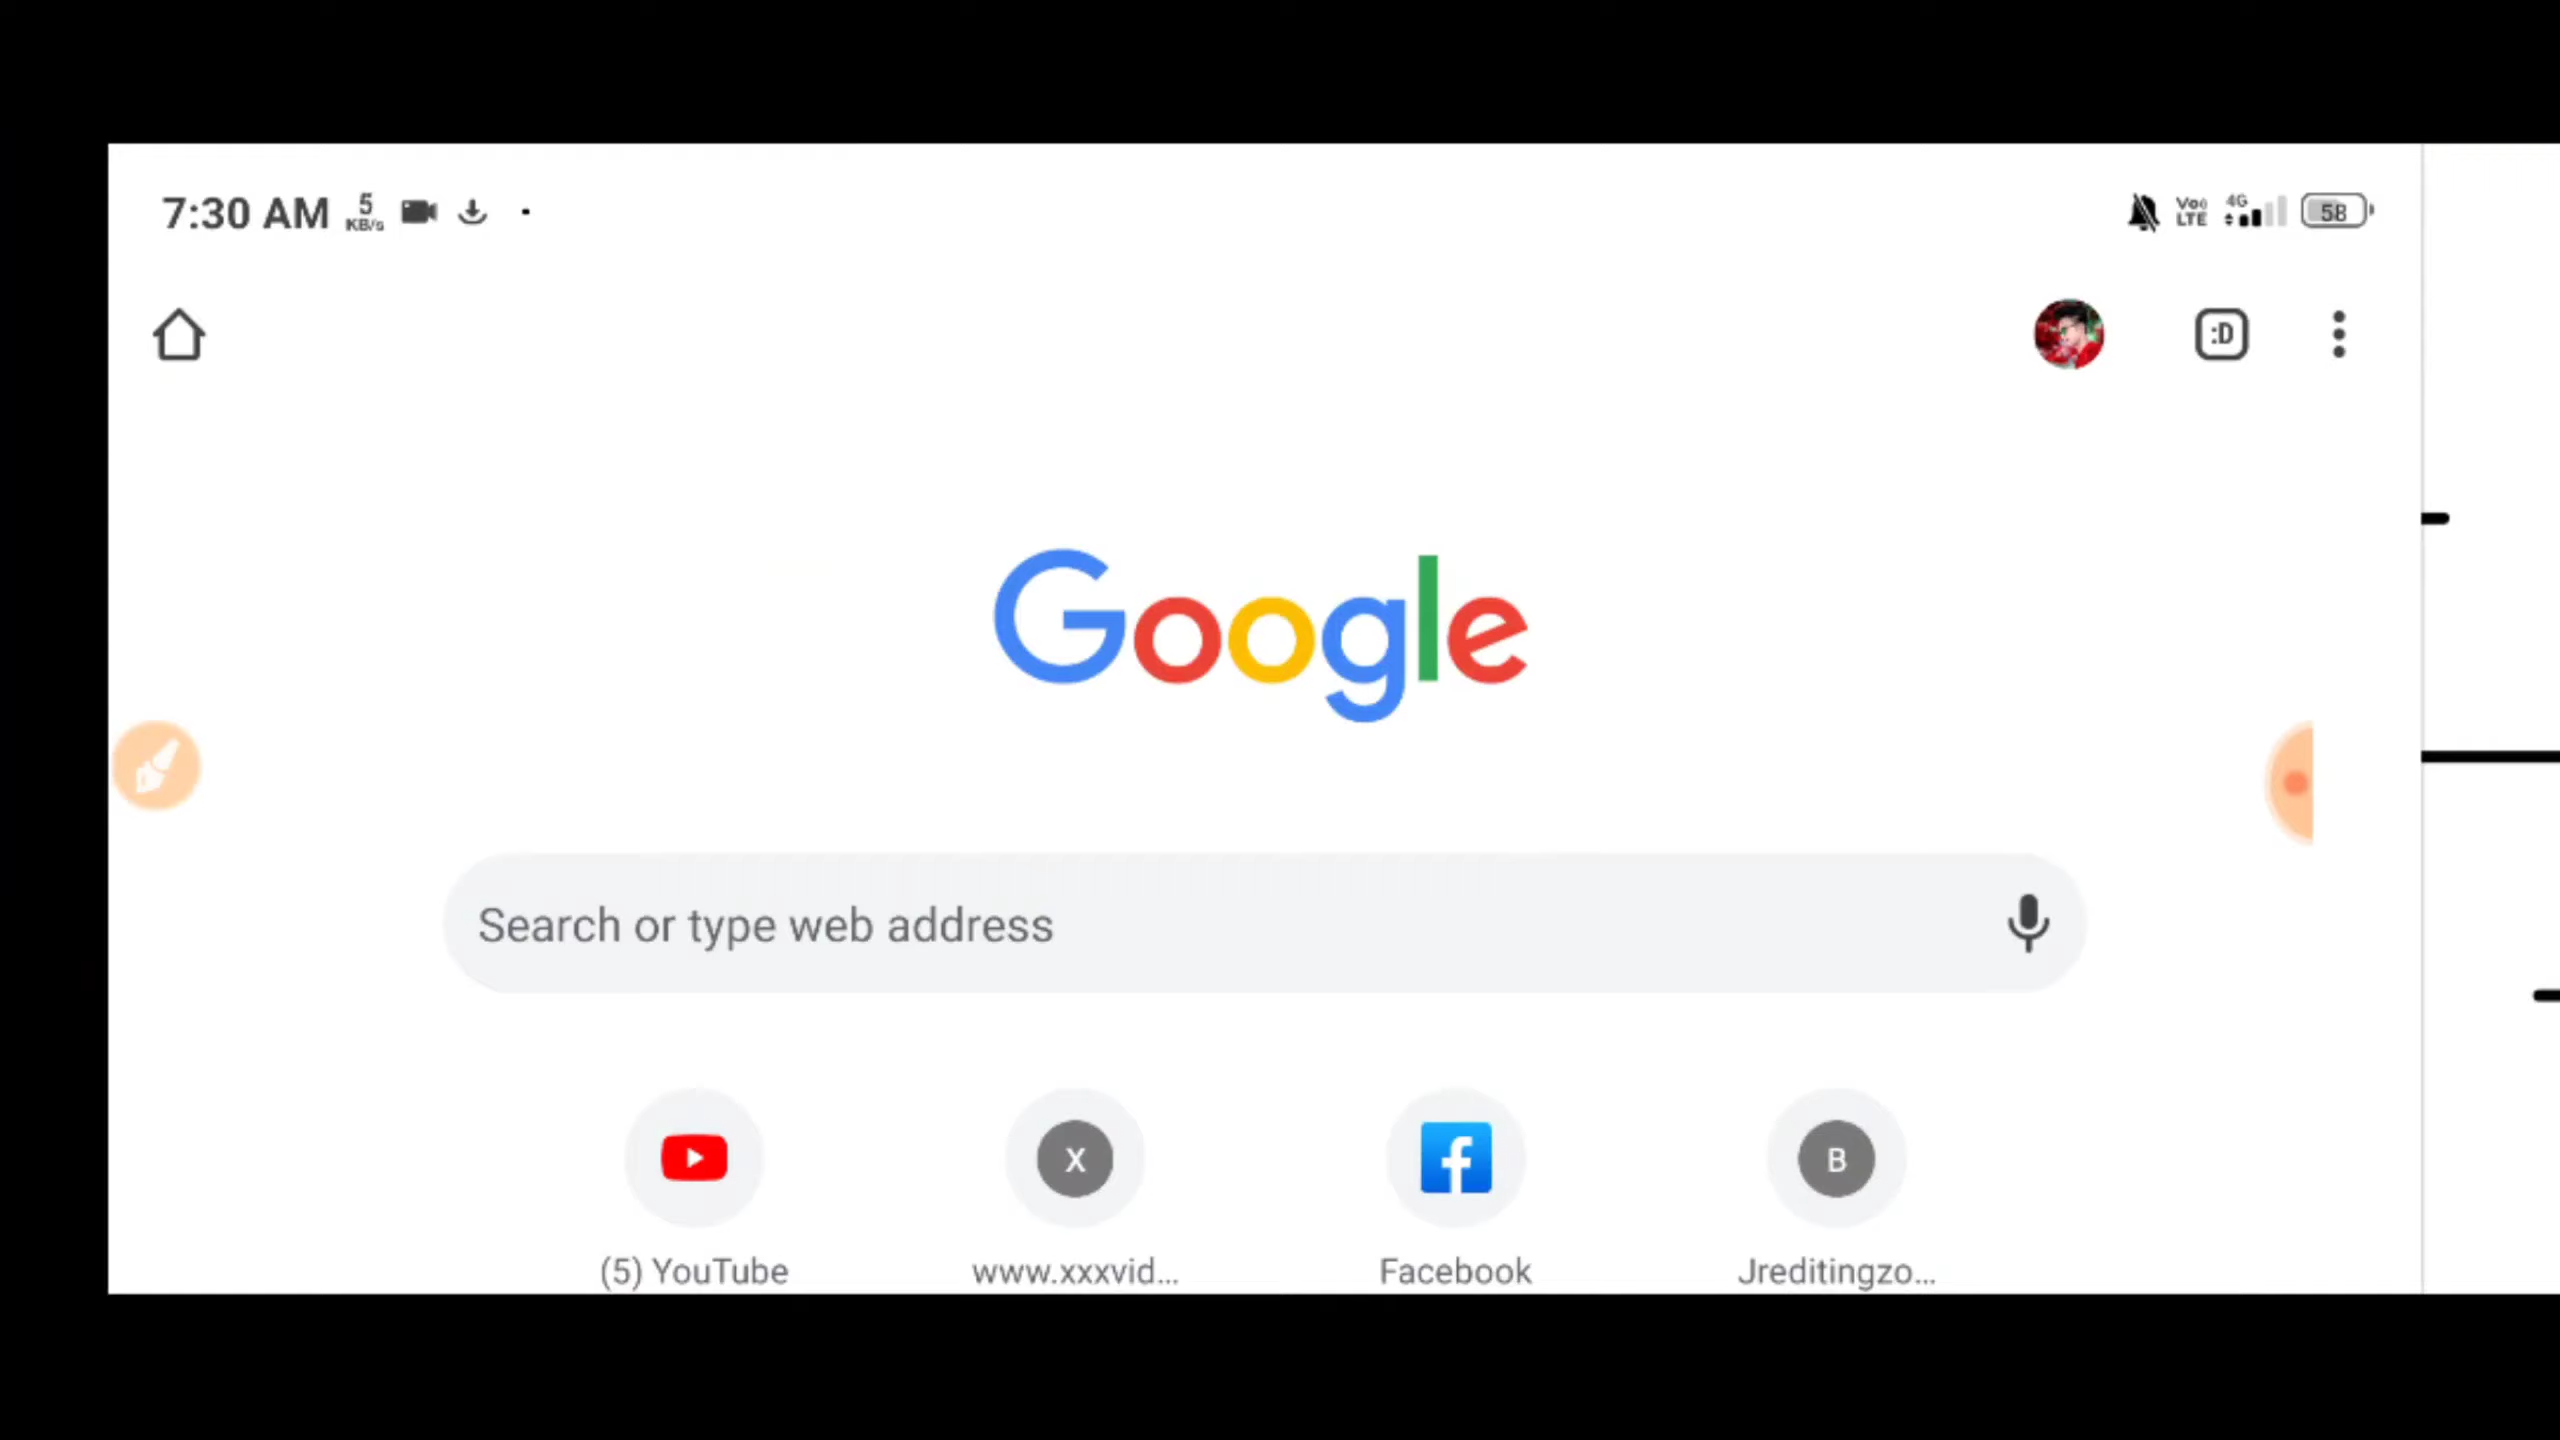 7:30 AM 5 KB/s Vo LTE 4G 58
:D
Google
Search or type web address
X B
(5) YouTube www.xxxvid... Facebook Jreditingzo...